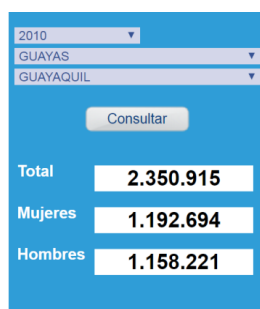 2010
GUAYAS
GUAYAQUIL
Consultar
Total 2.350.915
Mujeres 1.192.694
Hombres 1.158.221